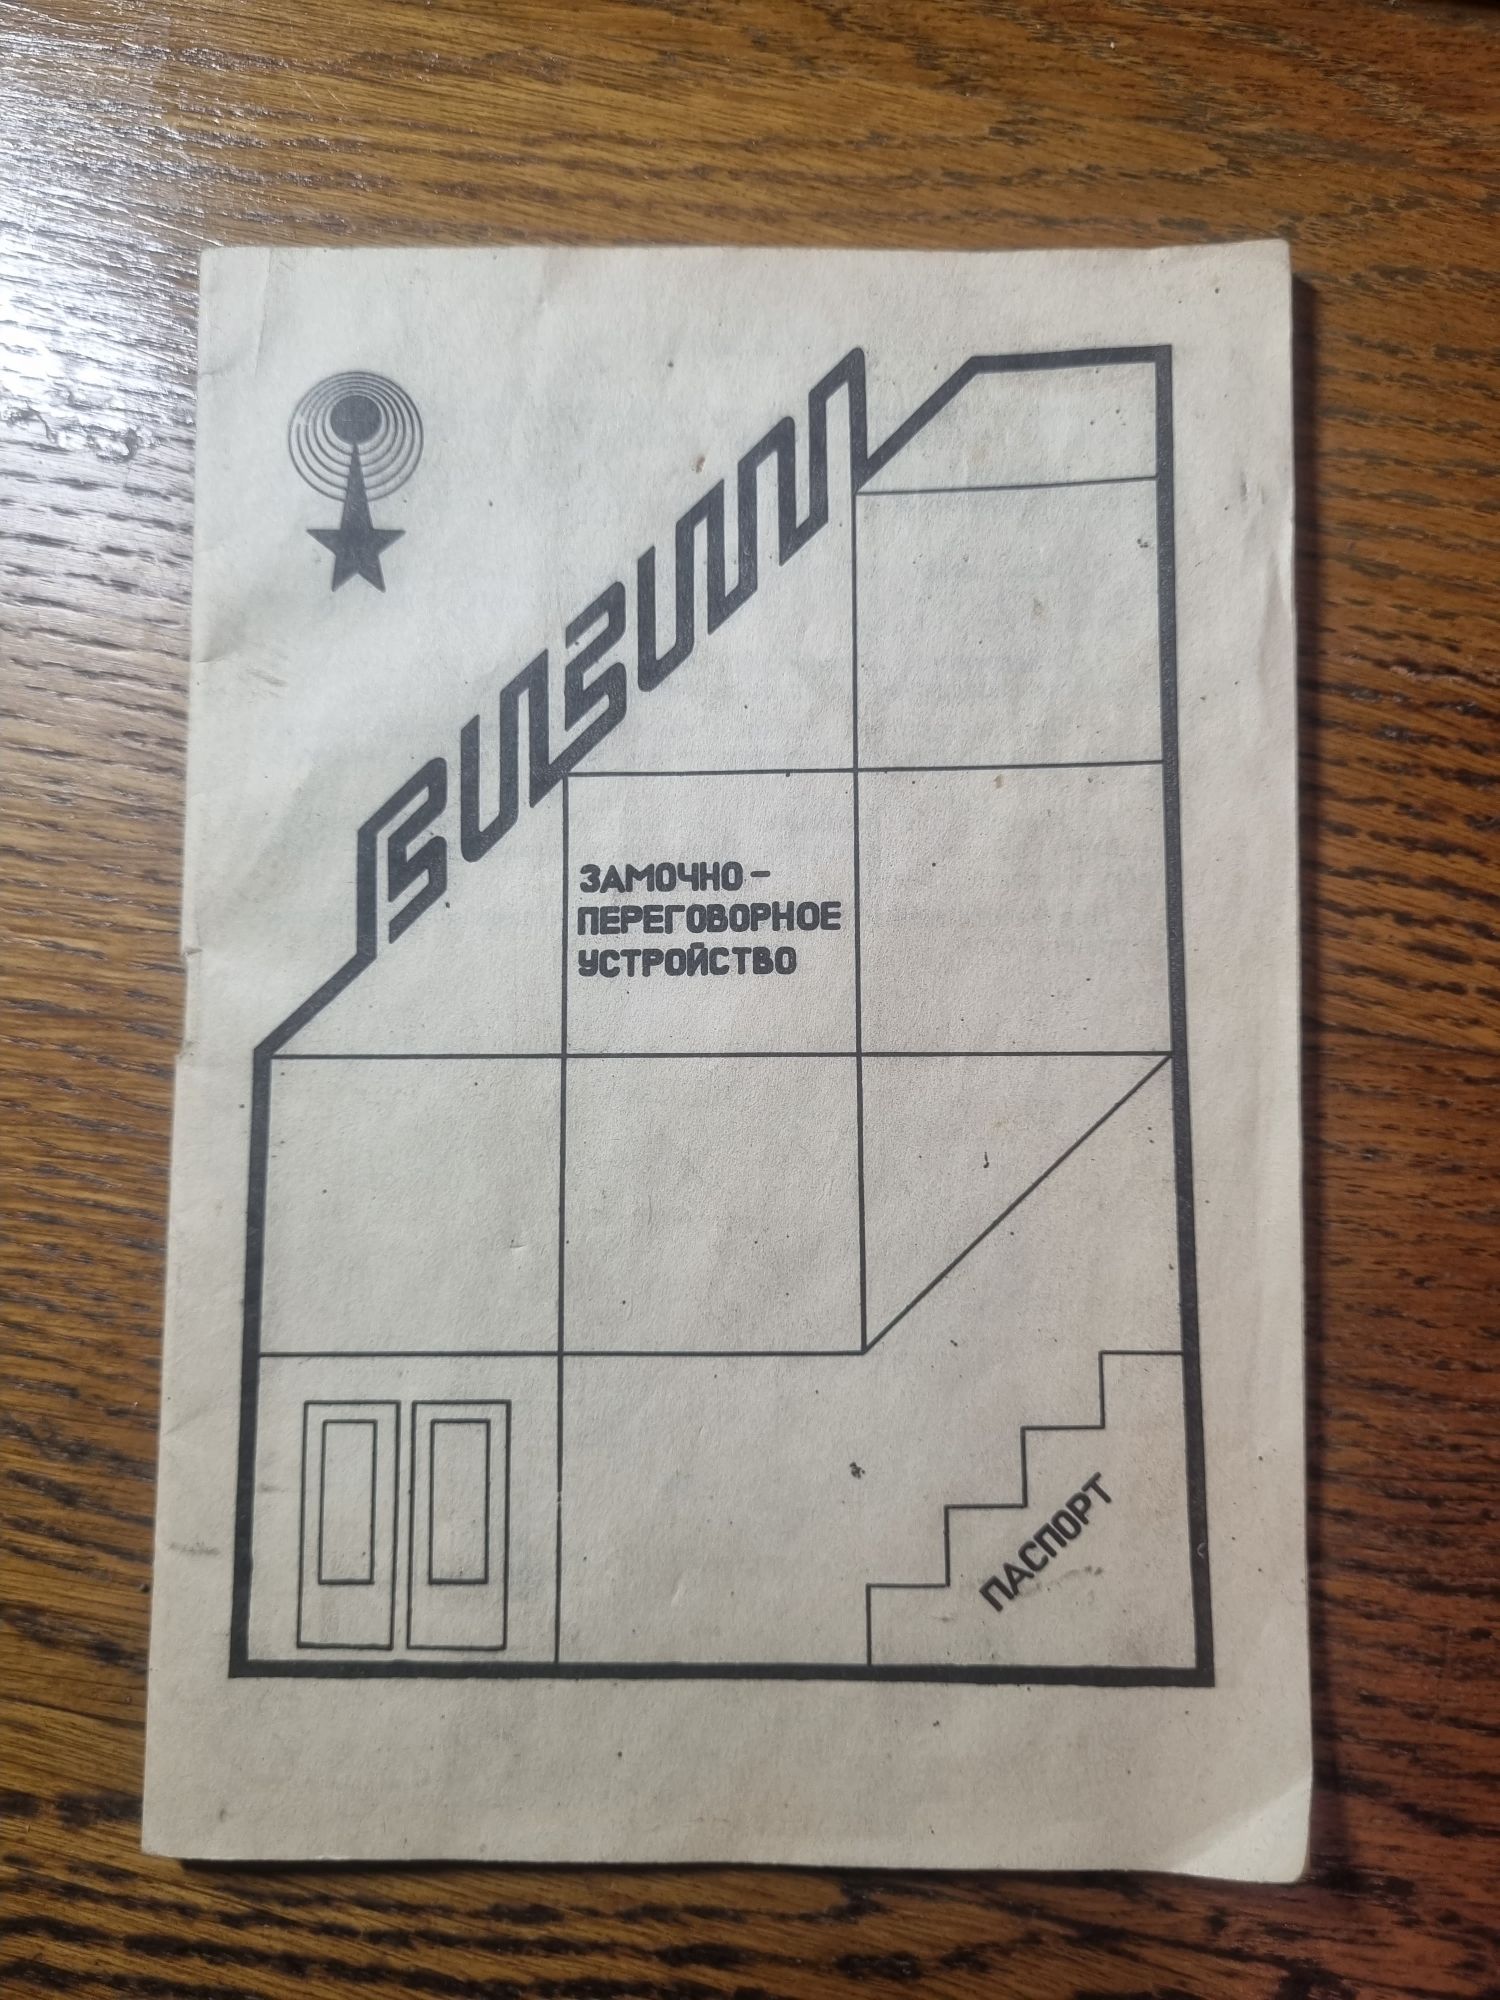 ВИЗИТ
ЗАМОЧНО-
ПЕРЕГОВОРНОЕ
УСТРОЙСТВО
ПАСПОРТ